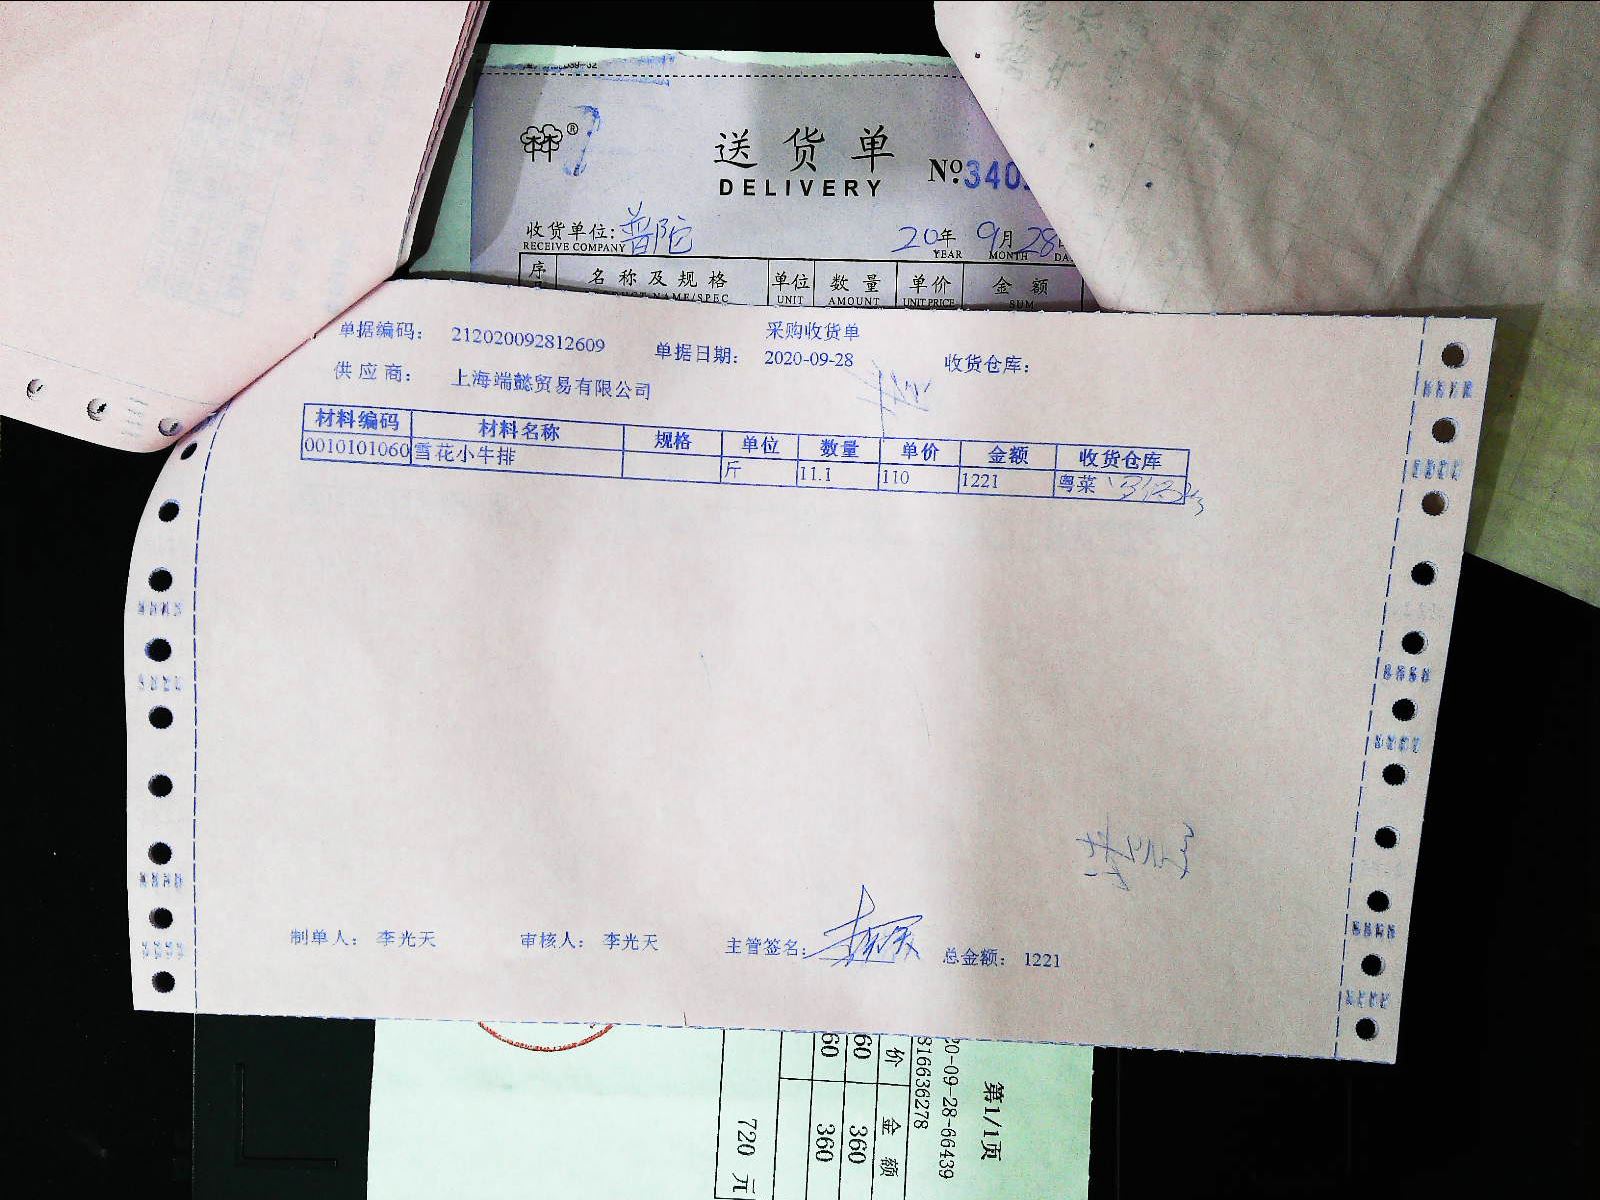 送货单
DELIVERY
№340
收货单位: 普陀 20年 9月 28
RECEIVE COMPANY YEAR MONTH DA
序 名称及规格 单位 数量 单价 金额
NAME/SPEC UNIT AMOUNT UNIT PRICE SUM
采购收货单
单据编码: 212020092812609 单据日期: 2020-09-28 收货仓库:
供应商: 上海端懿贸易有限公司
材料编码 材料名称 规格 单位 数量 单价 金额 收货仓库
0010101060 雪花小牛排 斤 11.1 110 1221 粤菜
制单人: 李光天 审核人: 李光天 主管签名: 总金额: 1221
第1/1页
20-09-28-66439
816636278
价 金额
60 360
60 360
720 元